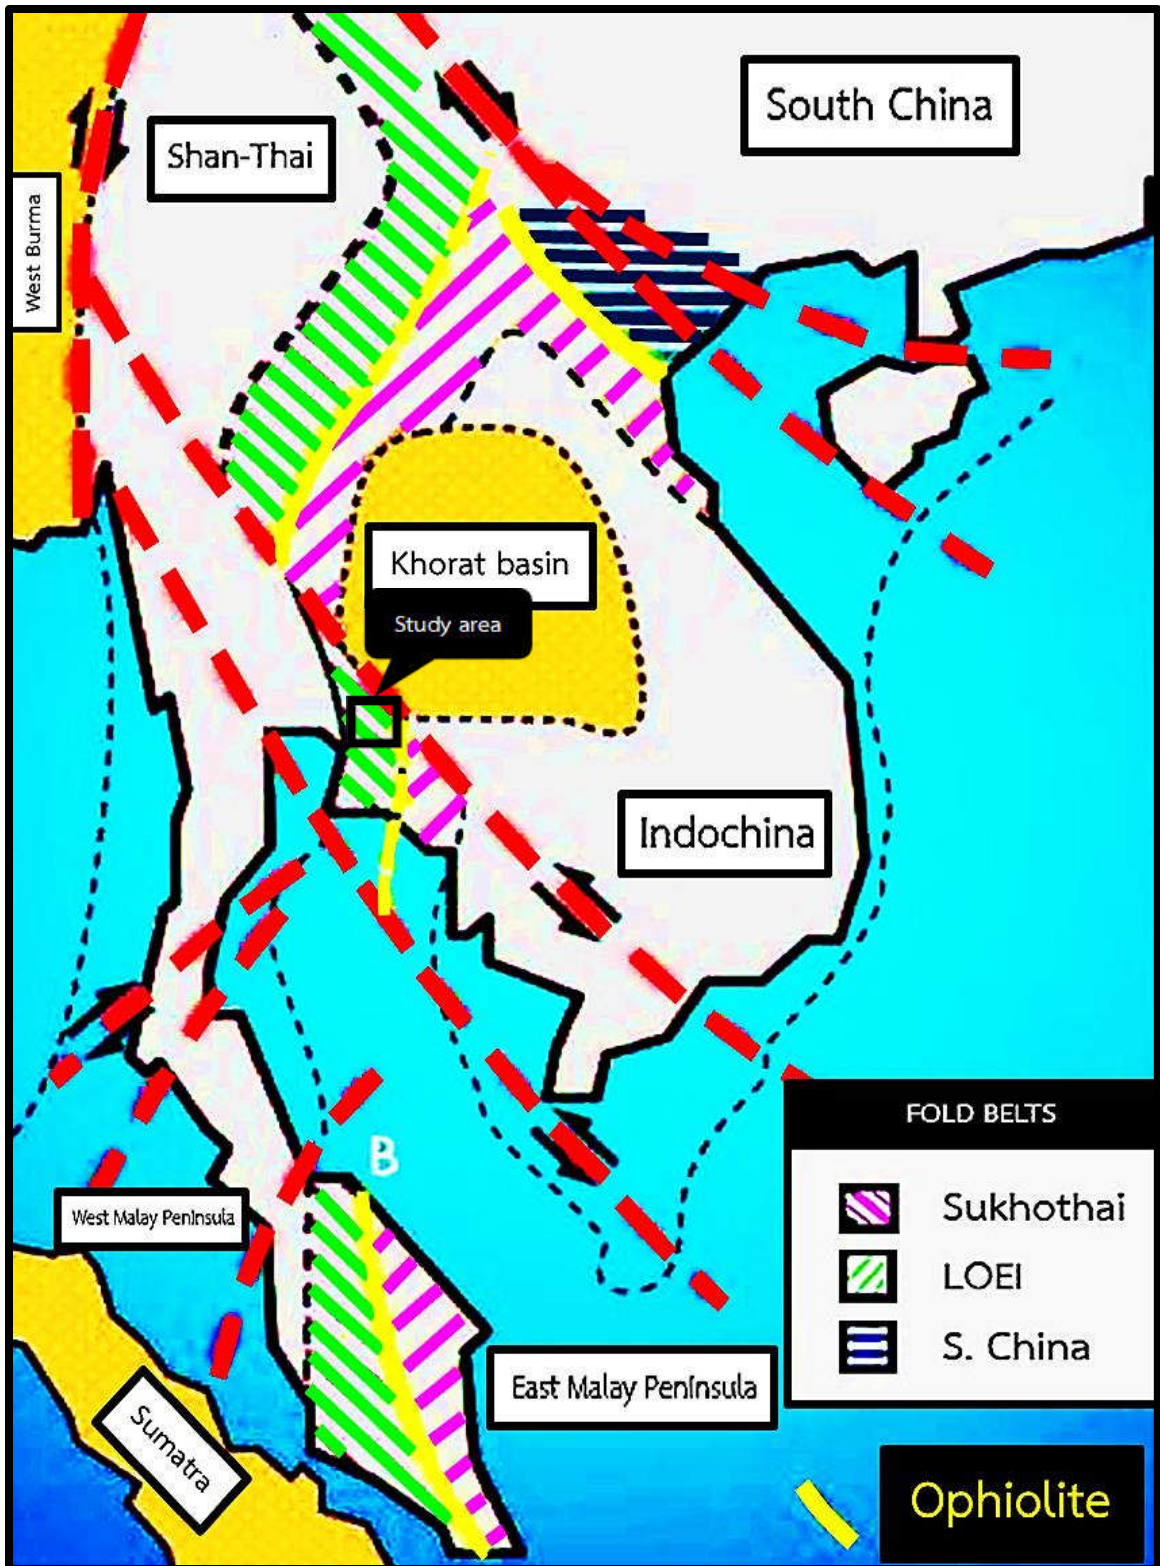 South China
Shan-Thai
West Burma
Khorat basin
Study area
Indochina
B
FOLD BELTS
Sukhothai
LOEI
S. China
West Malay Peninsula
East Malay Peninsula
Sumatra
Ophiolite